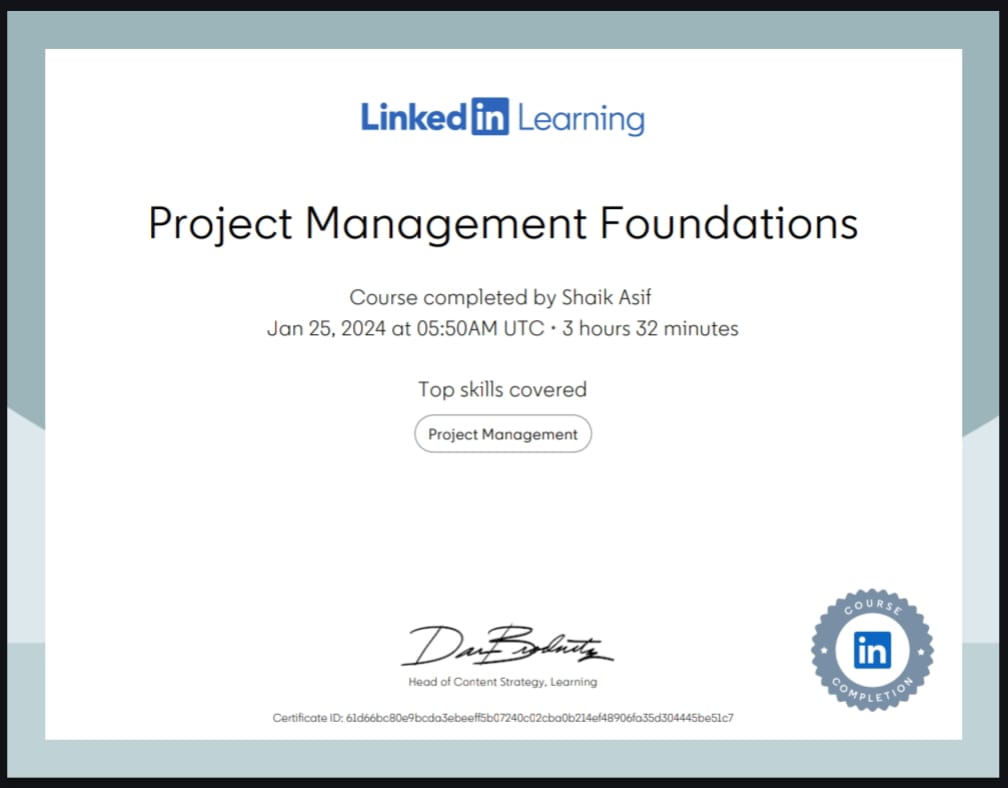 Linked in Learning
Project Management Foundations
Course completed by Shaik Asif
Jan 25, 2024 at 05:50AM UTC • 3 hours 32 minutes
Top skills covered
Project Management
Head of Content Strategy, Learning
Certificate ID: 61d66bc80e9bcda3ebeeff5b07240c02cba0b214ef48906fa35d304445be51c7
COURSE
in
COMPLETION